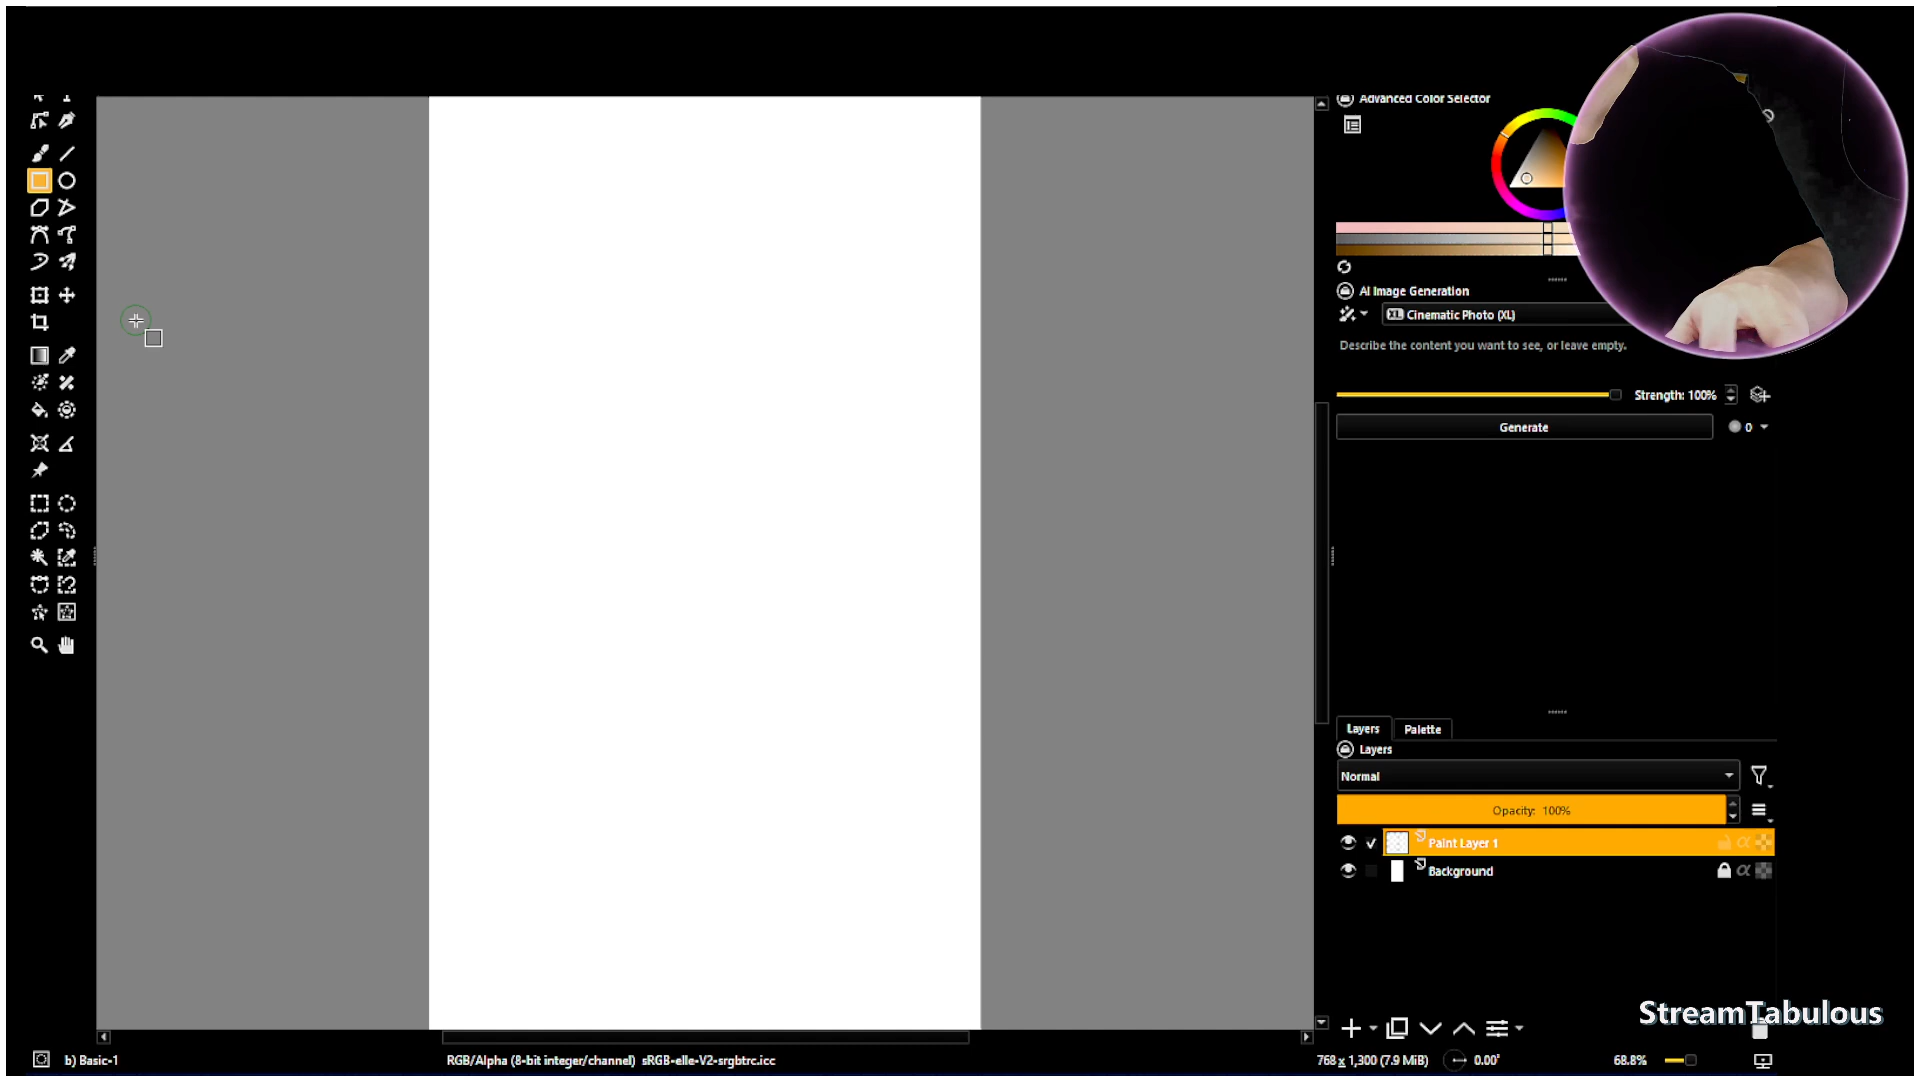 Advanced Color Selector
AI Image Generation
XL Cinematic Photo (XL)
Describe the content you want to see, or leave empty.
Strength: 100%
Generate
0
Layers
Palette
Layers
Normal
Opacity: 100%
Paint Layer 1
Background
StreamTabulous
b) Basic-1
RGB/Alpha (8-bit integer/channel) sRGB-elle-V2-srgbtrc.icc
768 x 1,300 (7.9 MiB)
0.00°
68.8%